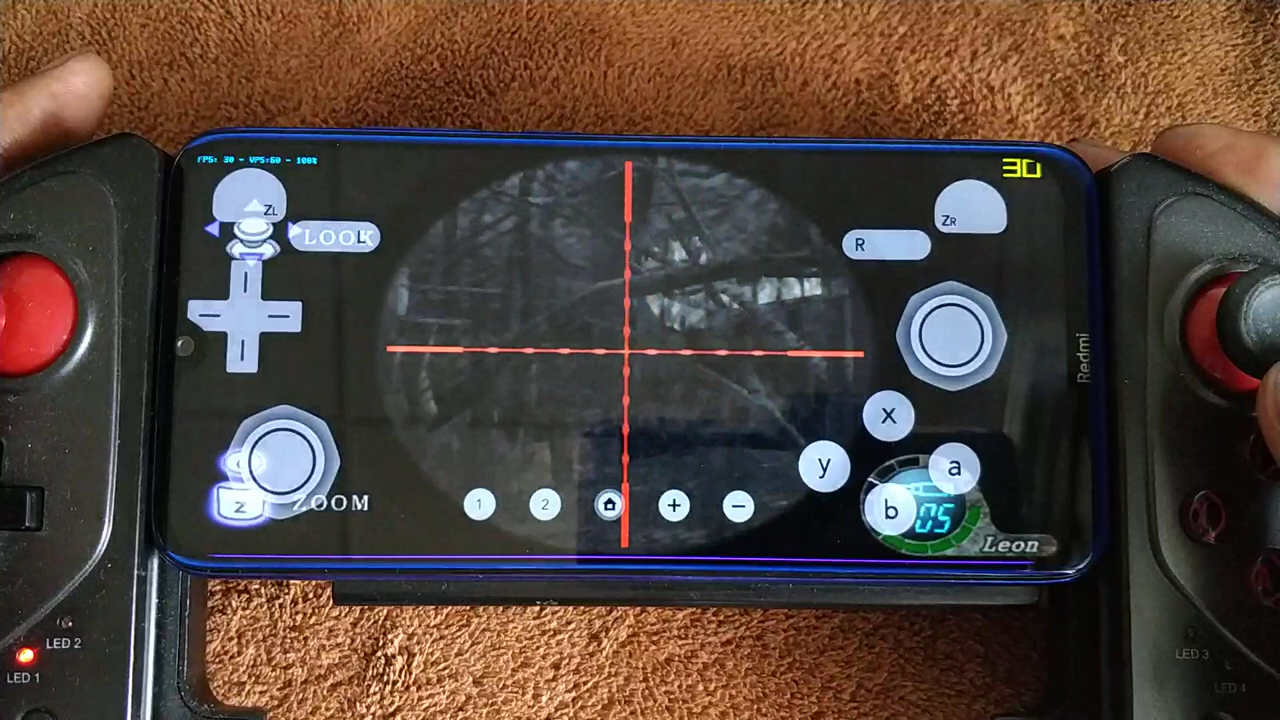 FPS: 30 - VPS:60 - 100%
30
ZL
LOOK
L
R
ZR
Redmi
X
y
a
b
Z
ZOOM
1
2
+
−
05
Leon
LED 2
LED 1
LED 3
LED 4